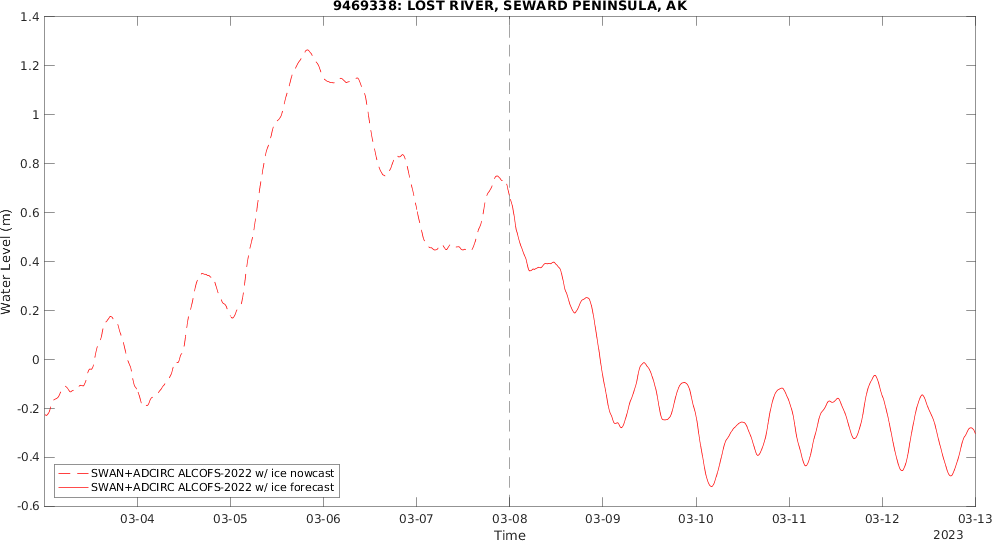 9469338: LOST RIVER, SEWARD PENINSULA, AK
1.4
1.2
1
0.8
0.6
0.4
0.2
0
-0.2
-0.4
-0.6
Water Level (m)
SWAN+ADCIRC ALCOFS-2022 w/ ice nowcast
SWAN+ADCIRC ALCOFS-2022 w/ ice forecast
03-04 03-05 03-06 03-07 03-08 03-09 03-10 03-11 03-12 03-13
Time
2023